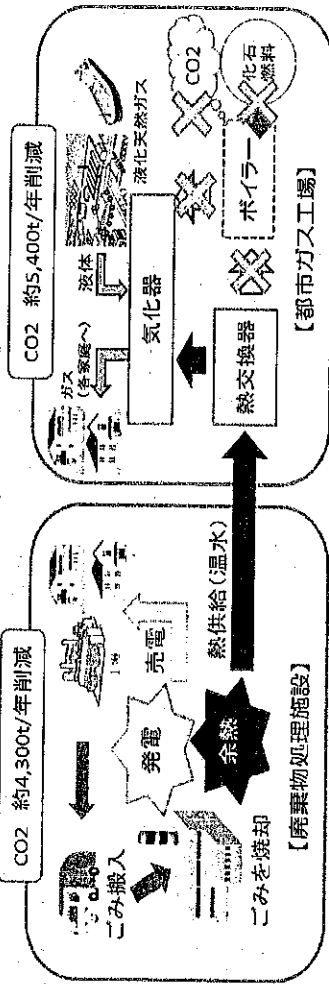 CO2 約4,300t/年削減
ごみ搬入
ごみを焼却
発電
売電
余熱
熱供給(温水)
【廃棄物処理施設】
CO2 約5,400t/年削減
ガス
(各家庭へ)
液体
液化天然ガス
気化器
熱交換器
ボイラー
CO2
化石
燃料
【都市ガス工場】